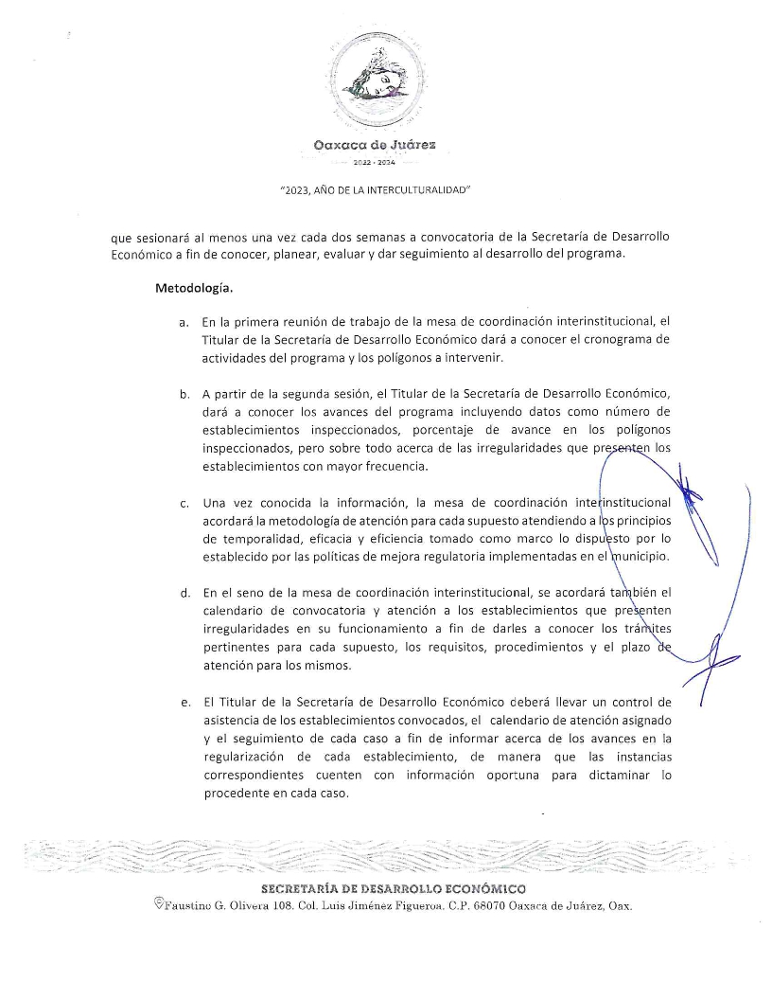 Oaxaca de Juárez
2022 - 2024
"2023, AÑO DE LA INTERCULTURALIDAD"
que sesionará al menos una vez cada dos semanas a convocatoria de la Secretaría de Desarrollo
Económico a fin de conocer, planear, evaluar y dar seguimiento al desarrollo del programa.
Metodología.
a. En la primera reunión de trabajo de la mesa de coordinación interinstitucional, el
Titular de la Secretaría de Desarrollo Económico dará a conocer el cronograma de
actividades del programa y los polígonos a intervenir.
b. A partir de la segunda sesión, el Titular de la Secretaría de Desarrollo Económico,
dará a conocer los avances del programa incluyendo datos como número de
establecimientos inspeccionados, porcentaje de avance en los polígonos
inspeccionados, pero sobre todo acerca de las irregularidades que presenten los
establecimientos con mayor frecuencia.
c. Una vez conocida la información, la mesa de coordinación interinstitucional
acordará la metodología de atención para cada supuesto atendiendo a los principios
de temporalidad, eficacia y eficiencia tomado como marco lo dispuesto por lo
establecido por las políticas de mejora regulatoria implementadas en el municipio.
d. En el seno de la mesa de coordinación interinstitucional, se acordará también el
calendario de convocatoria y atención a los establecimientos que presenten
irregularidades en su funcionamiento a fin de darles a conocer los trámites
pertinentes para cada supuesto, los requisitos, procedimientos y el plazo de
atención para los mismos.
e. El Titular de la Secretaría de Desarrollo Económico deberá llevar un control de
asistencia de los establecimientos convocados, el calendario de atención asignado
y el seguimiento de cada caso a fin de informar acerca de los avances en la
regularización de cada establecimiento, de manera que las instancias
correspondientes cuenten con información oportuna para dictaminar lo
procedente en cada caso.
SECRETARÍA DE DESARROLLO ECONÓMICO
Faustino G. Olivera 108. Col. Luis Jiménez Figueroa. C.P. 68070 Oaxaca de Juárez, Oax.